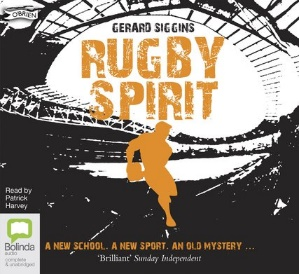 O'BRIEN
GERARD SIGGINS
RUGBY
SPIRIT
Read by
Patrick
Harvey
Bolinda
audio
complete
& unabridged
A NEW SCHOOL. A NEW SPORT. AN OLD MYSTERY ...
'Brilliant' Sunday Independent